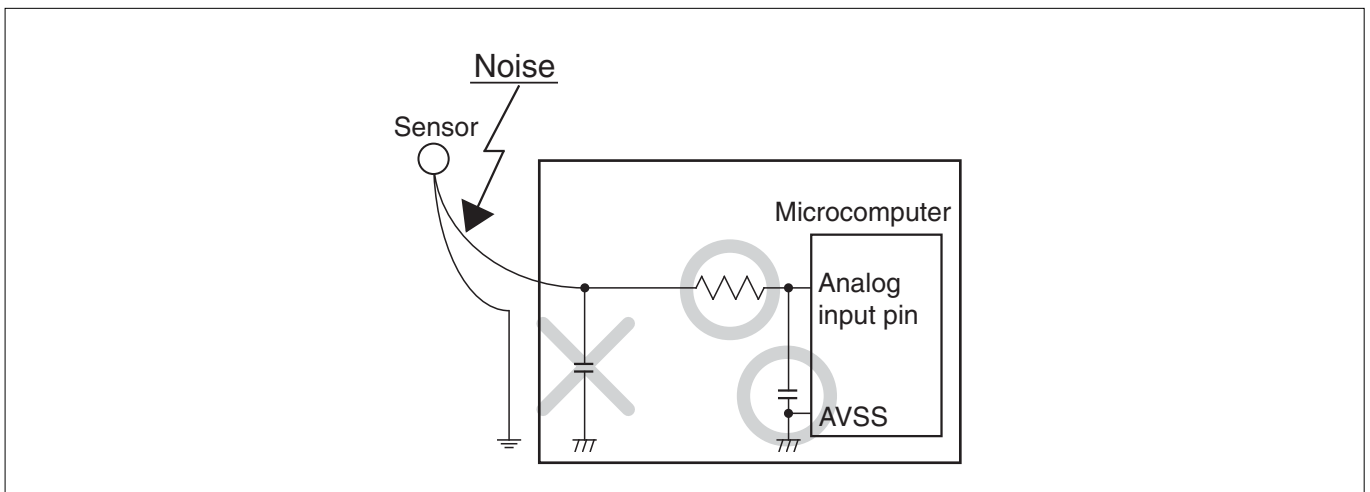 Noise
Sensor
Microcomputer
Analog
input pin
AVSS